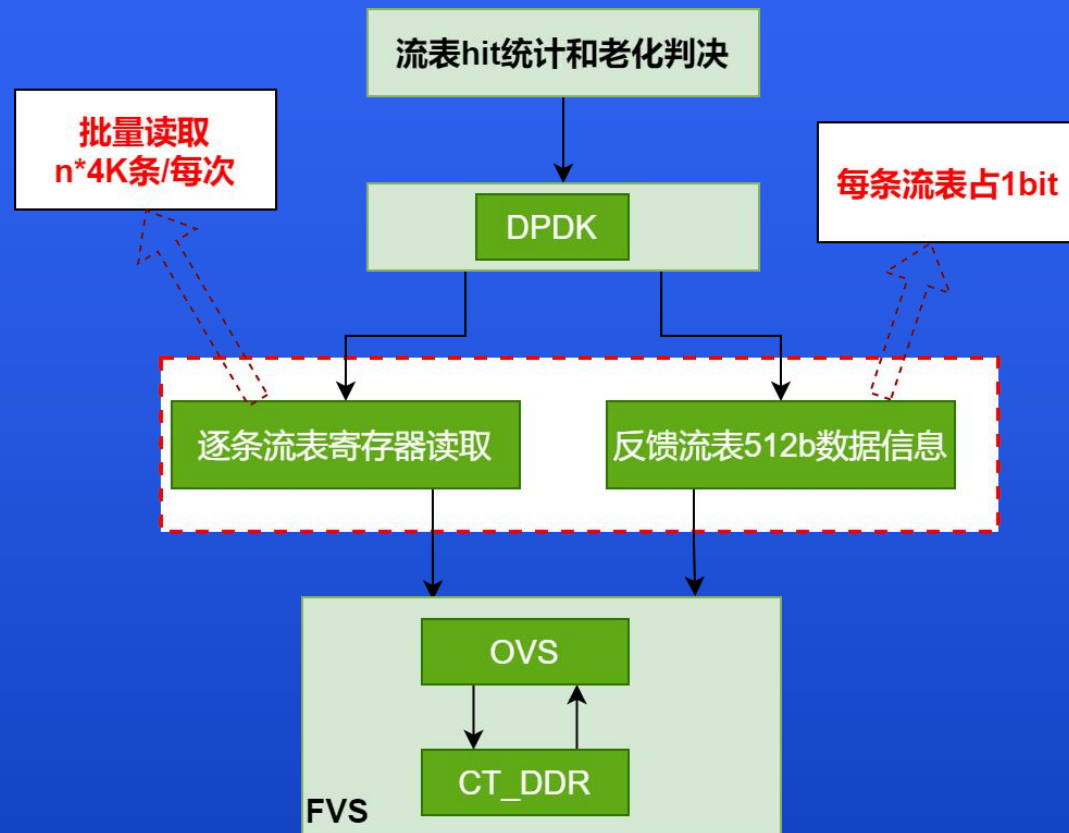 流表hit统计和老化判决
批量读取
n*4K条/每次
每条流表占1bit
DPDK
逐条流表寄存器读取
反馈流表512b数据信息
OVS
CT_DDR
FVS